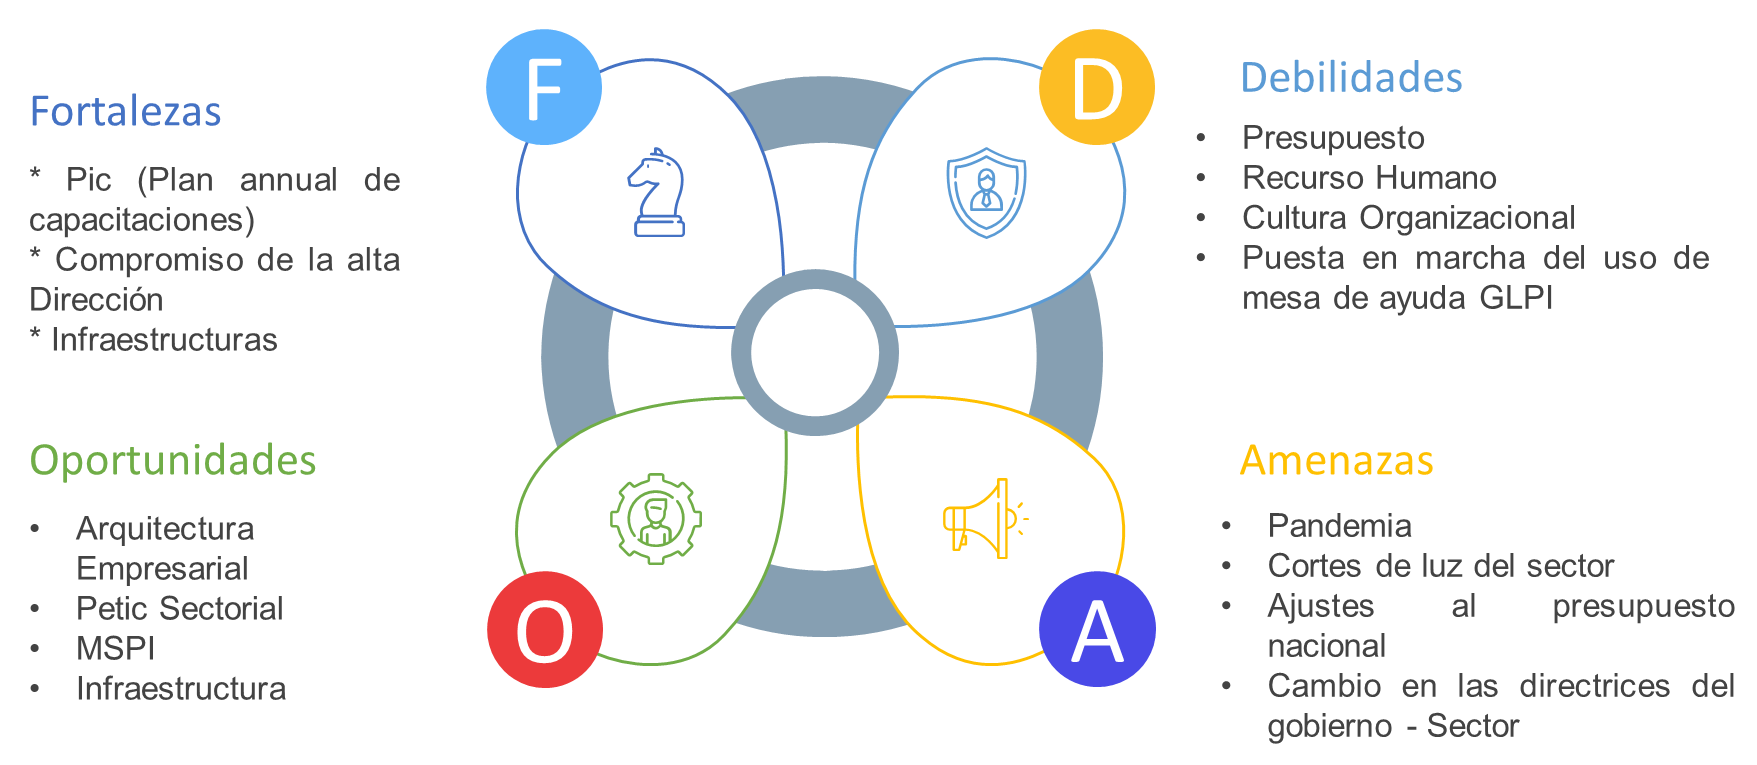 F
Fortalezas
* Pic (Plan annual de
capacitaciones)
* Compromiso de la alta
Dirección
* Infraestructuras
D
Debilidades
• Presupuesto
• Recurso Humano
• Cultura Organizacional
• Puesta en marcha del uso de
mesa de ayuda GLPI
O
Oportunidades
• Arquitectura
Empresarial
• Petic Sectorial
• MSPI
• Infraestructura
A
Amenazas
• Pandemia
• Cortes de luz del sector
• Ajustes al presupuesto
nacional
• Cambio en las directrices del
gobierno - Sector